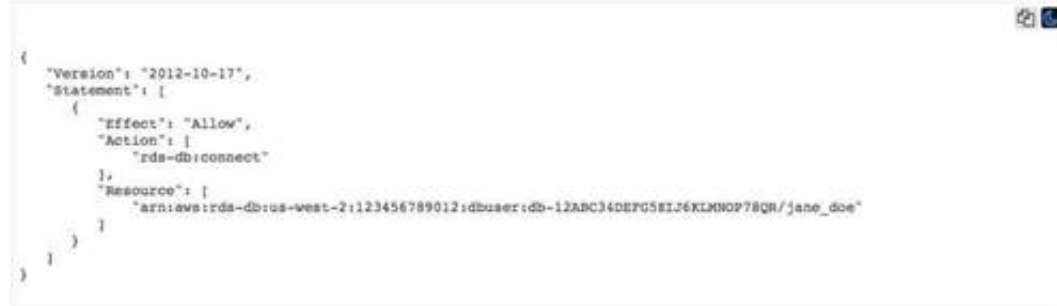 {
"Version": "2012-10-17",
"Statement": [
{
"Effect": "Allow",
"Action": [
"rds-db:connect"
],
"Resource": [
"arn:aws:rds-db:us-west-2:123456789012:dbuser:db-12ABC34DEFG5HIJ6KLMNOP78QR/jane_doe"
]
}
]
}